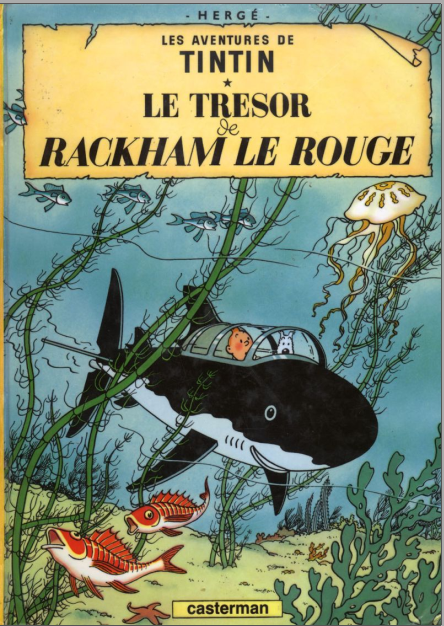 - HERGÉ -
LES AVENTURES DE
TINTIN
*
LE TRESOR
de
RACKHAM LE ROUGE
casterman